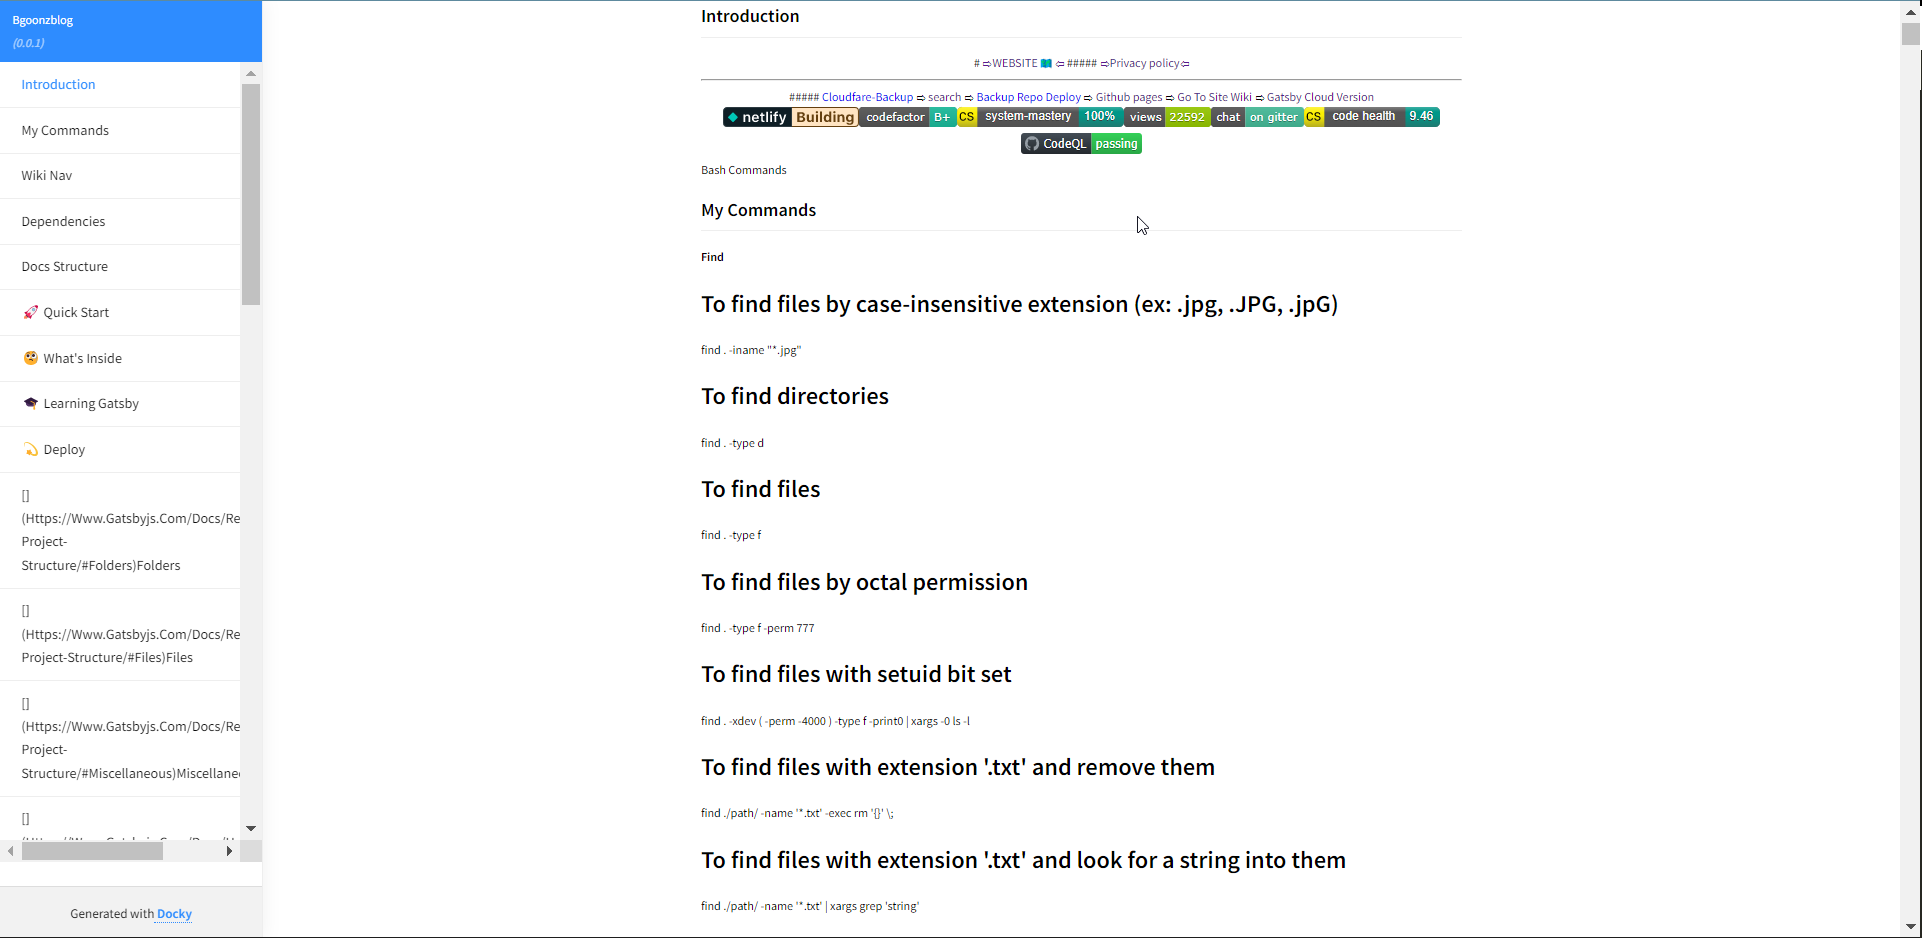 Bgoonzblog
(0.0.1)
Introduction
My Commands
Wiki Nav
Dependencies
Docs Structure
🚀 Quick Start
🧐 What's Inside
🎓 Learning Gatsby
💫 Deploy
[]
(Https://Www.Gatsbyjs.Com/Docs/Re
Project-
Structure/#Folders)Folders
[]
(Https://Www.Gatsbyjs.Com/Docs/Re
Project-Structure/#Files)Files
[]
(Https://Www.Gatsbyjs.Com/Docs/Re
Project-
Structure/#Miscellaneous)Miscellane
[]
Generated with Docky
Introduction
# ⇨WEBSITE 🗺️ ⇦ ##### ⇨Privacy policy⇦
##### Cloudfare-Backup ⇨ search ⇨ Backup Repo Deploy ⇨ Github pages ⇨ Go To Site Wiki ⇨ Gatsby Cloud Version
netlify Building codefactor B+ CS system-mastery 100% views 22592 chat on gitter CS code health 9.46
CodeQL passing
Bash Commands
My Commands
Find
To find files by case-insensitive extension (ex: .jpg, .JPG, .jpG)
find . -iname "*.jpg"
To find directories
find . -type d
To find files
find . -type f
To find files by octal permission
find . -type f -perm 777
To find files with setuid bit set
find . -xdev ( -perm -4000 ) -type f -print0 | xargs -0 ls -l
To find files with extension '.txt' and remove them
find ./path/ -name '*.txt' -exec rm '{}' \;
To find files with extension '.txt' and look for a string into them
find ./path/ -name '*.txt' | xargs grep 'string'